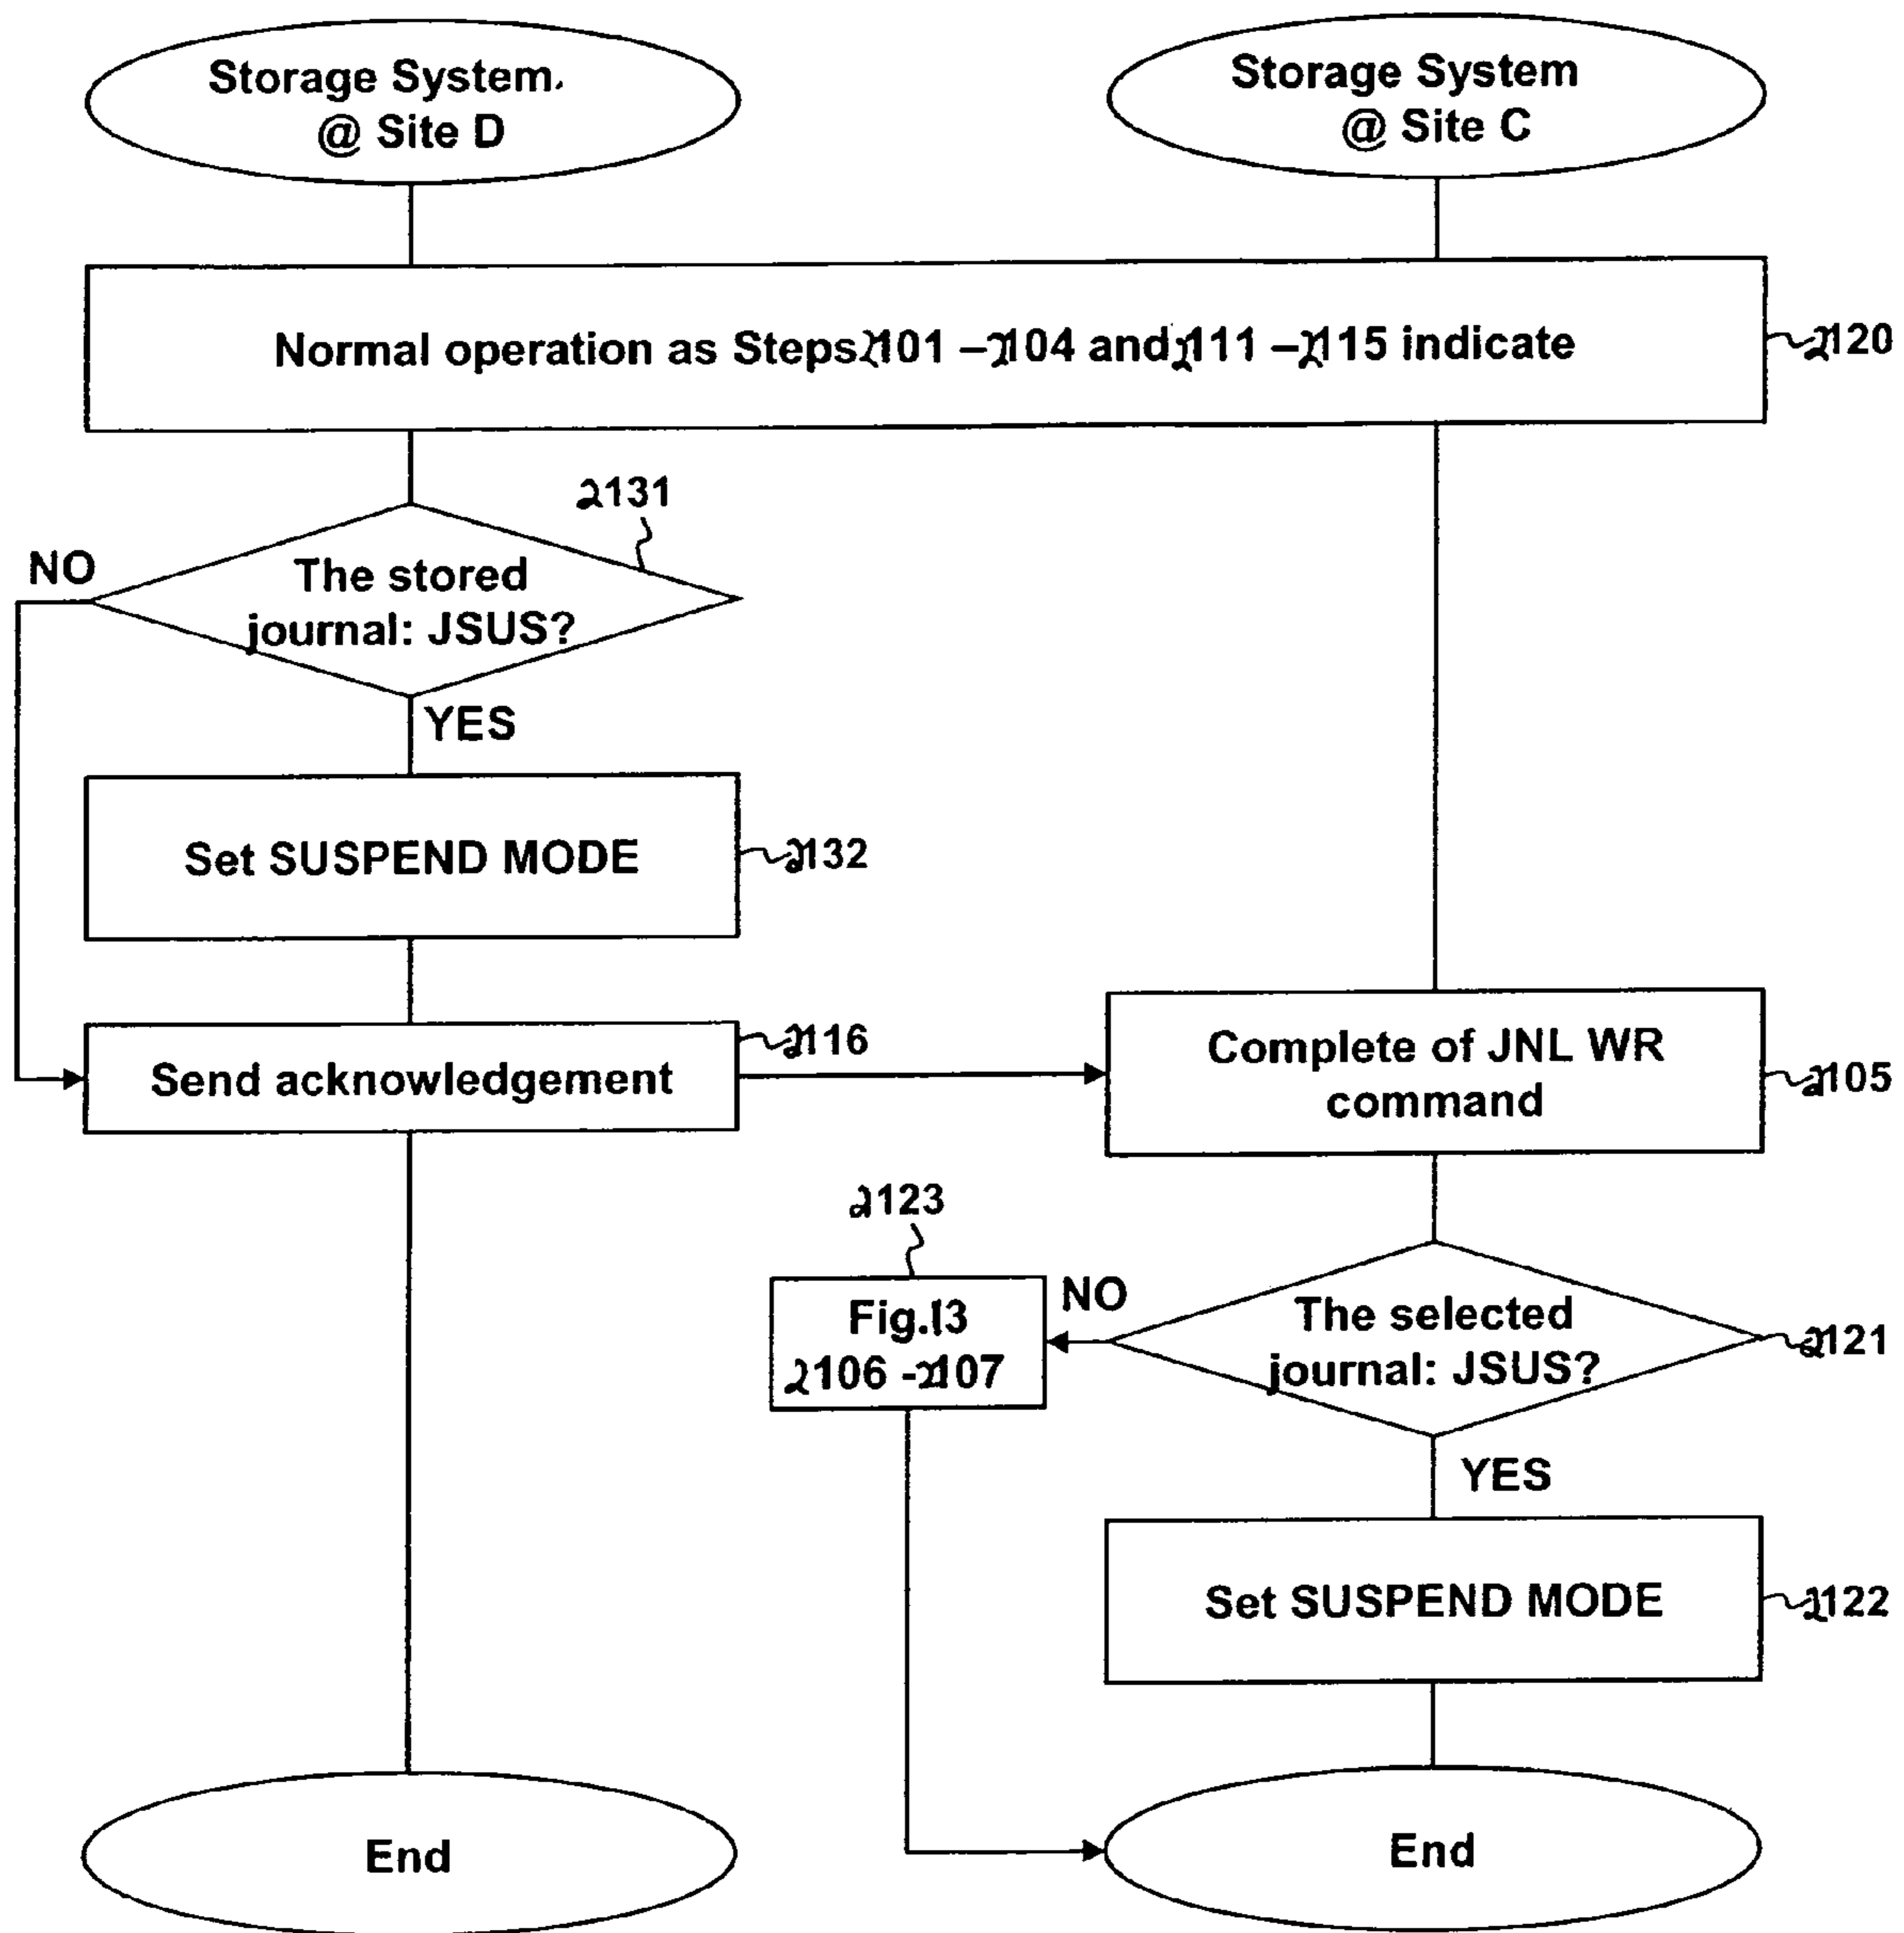 Storage System.
@ Site D
Storage System
@ Site C
Normal operation as Steps 2101 – 2104 and 2111 – 2115 indicate
2120
2131
NO
The stored
journal: JSUS?
YES
Set SUSPEND MODE
2132
Send acknowledgement
2116
Complete of JNL WR
command
2105
2123
Fig.13
2106 -2107
NO
The selected
journal: JSUS?
2121
YES
Set SUSPEND MODE
2122
End
End